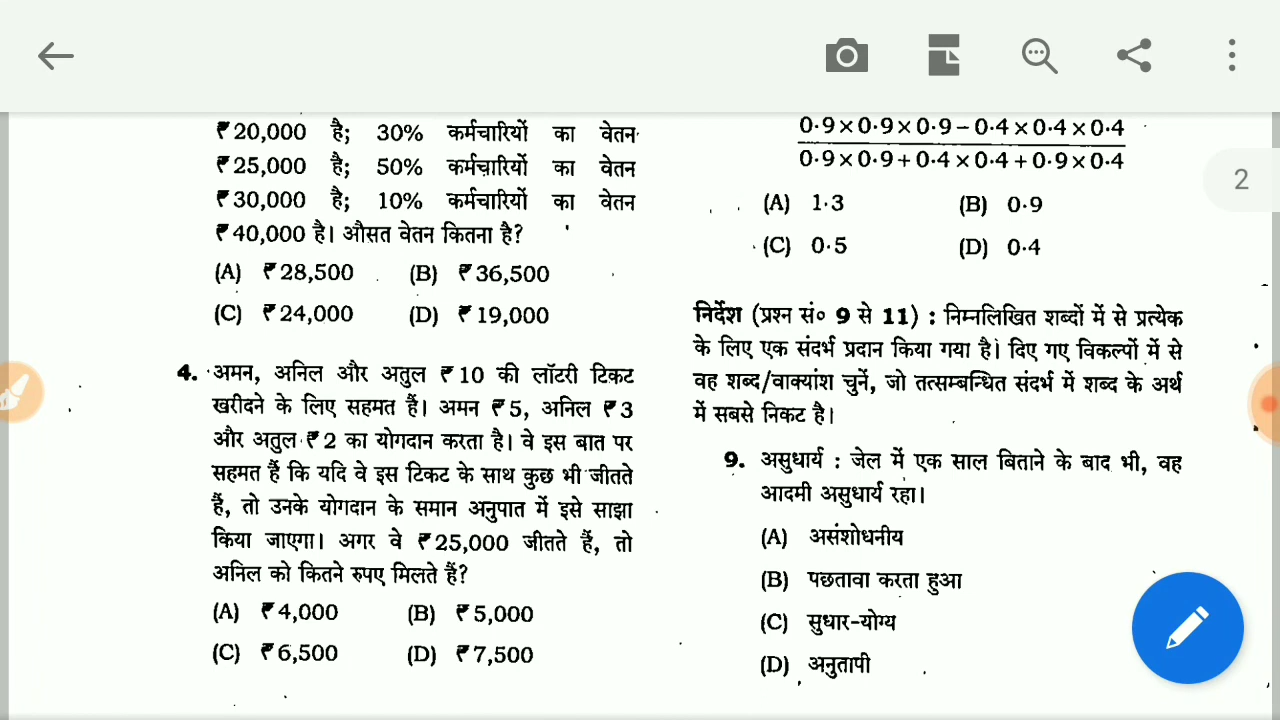 ₹ 20,000 है; 30% कर्मचारियों का वेतन
₹ 25,000 है; 50% कर्मचारियों का वेतन
₹ 30,000 है; 10% कर्मचारियों का वेतन
₹ 40,000 है। औसत वेतन कितना है?
(A) ₹ 28,500 (B) ₹ 36,500
(C) ₹ 24,000 (D) ₹ 19,000
4. अमन, अनिल और अतुल ₹ 10 की लॉटरी टिकट
खरीदने के लिए सहमत हैं। अमन ₹ 5, अनिल ₹ 3
और अतुल ₹ 2 का योगदान करता है। वे इस बात पर
सहमत हैं कि यदि वे इस टिकट के साथ कुछ भी जीतते
हैं, तो उनके योगदान के समान अनुपात में इसे साझा
किया जाएगा। अगर वे ₹ 25,000 जीतते हैं, तो
अनिल को कितने रुपए मिलते हैं?
(A) ₹ 4,000 (B) ₹ 5,000
(C) ₹ 6,500 (D) ₹ 7,500
0·9×0·9×0·9−0·4×0·4×0·4
0·9×0·9+0·4×0·4+0·9×0·4
(A) 1·3 (B) 0·9
(C) 0·5 (D) 0·4
निर्देश (प्रश्न सं० 9 से 11) : निम्नलिखित शब्दों में से प्रत्येक
के लिए एक संदर्भ प्रदान किया गया है। दिए गए विकल्पों में से
वह शब्द/वाक्यांश चुनें, जो तत्सम्बन्धित संदर्भ में शब्द के अर्थ
में सबसे निकट है।
9. असुधार्य : जेल में एक साल बिताने के बाद भी, वह
आदमी असुधार्य रहा।
(A) असंशोधनीय
(B) पछतावा करता हुआ
(C) सुधार-योग्य
(D) अनुतापी
2